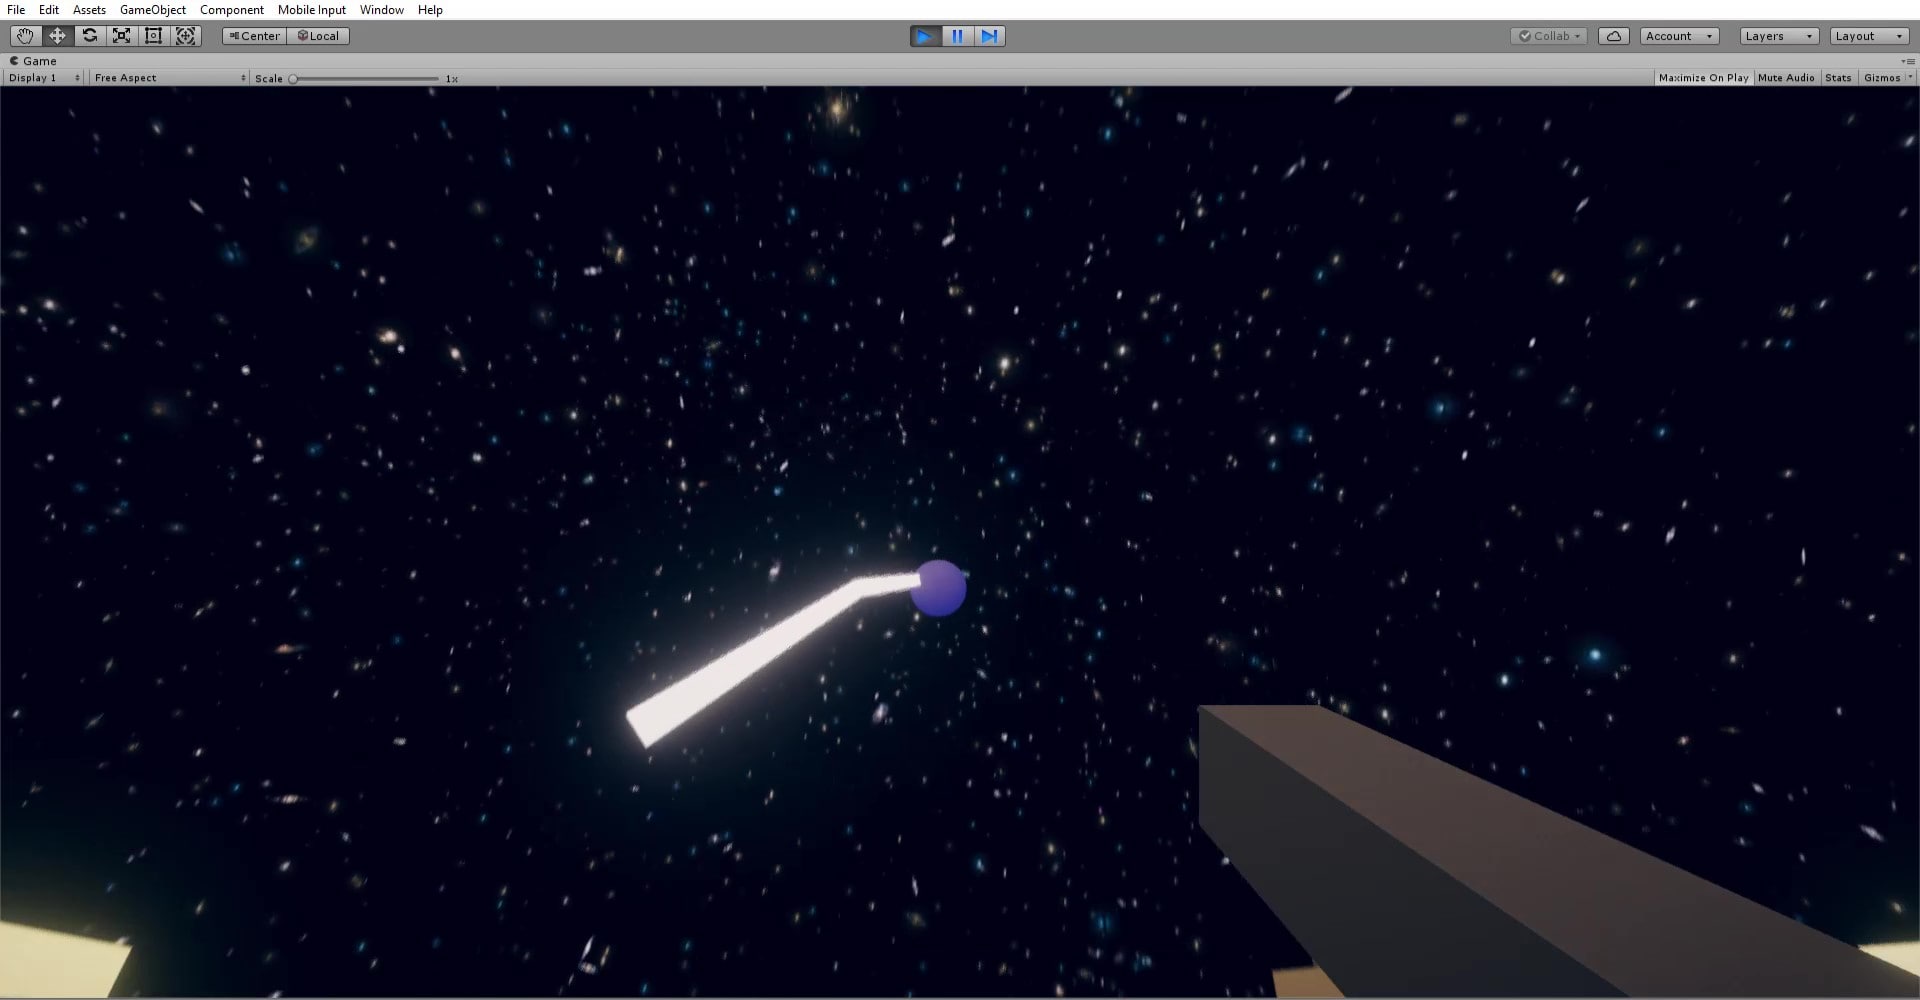 File Edit Assets GameObject Component Mobile Input Window Help
Center Local Collab Account Layers Layout
Game
Display 1 Free Aspect Scale 1x Maximize On Play Mute Audio Stats Gizmos